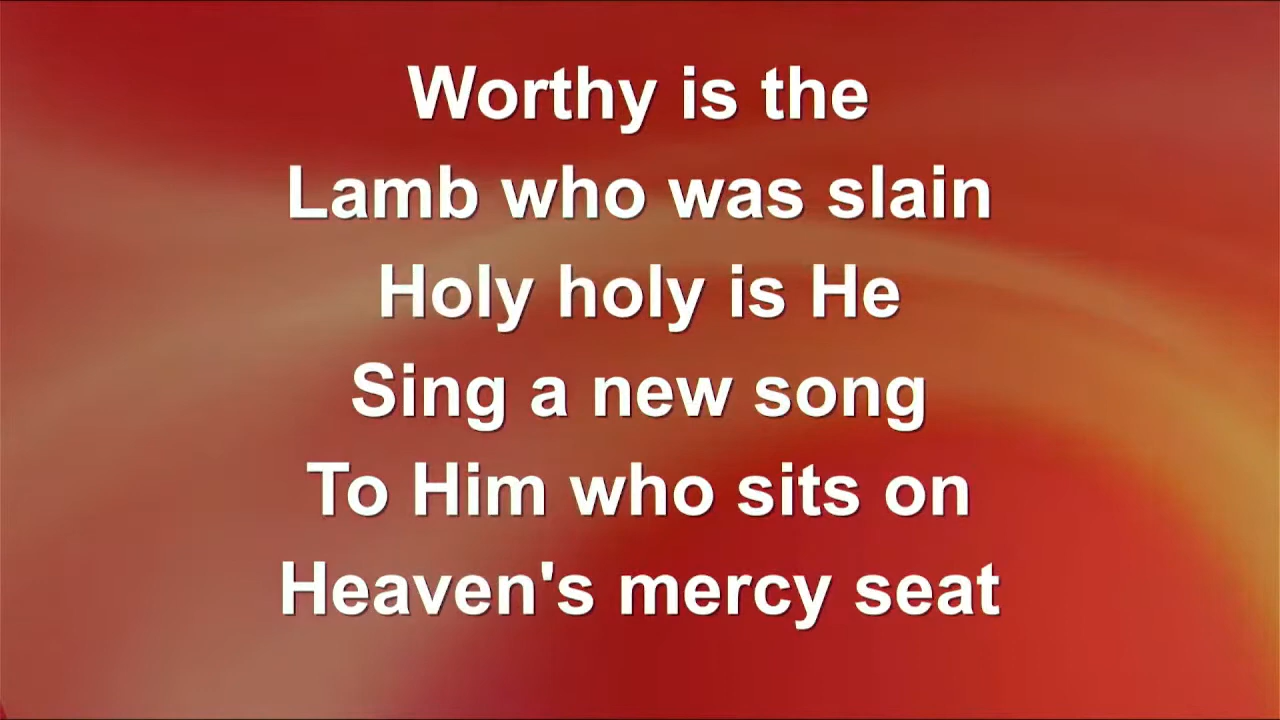 Worthy is the
Lamb who was slain
Holy holy is He
Sing a new song
To Him who sits on
Heaven's mercy seat